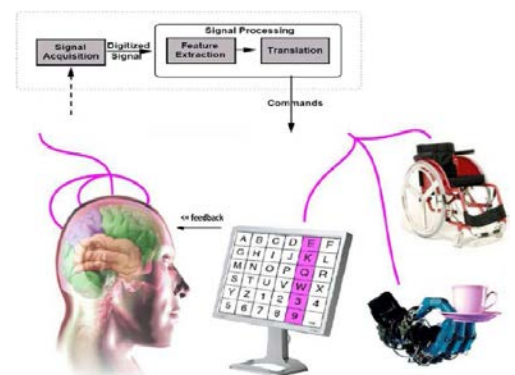 Signal Processing
Signal
Acquisition
Digitized
Signal
Feature
Extraction
Translation
Commands
<= feedback
A B C D E F
G H I J K L
M N O P Q R
S T U V W X
Y Z 1 2 3 4
5 6 7 8 9